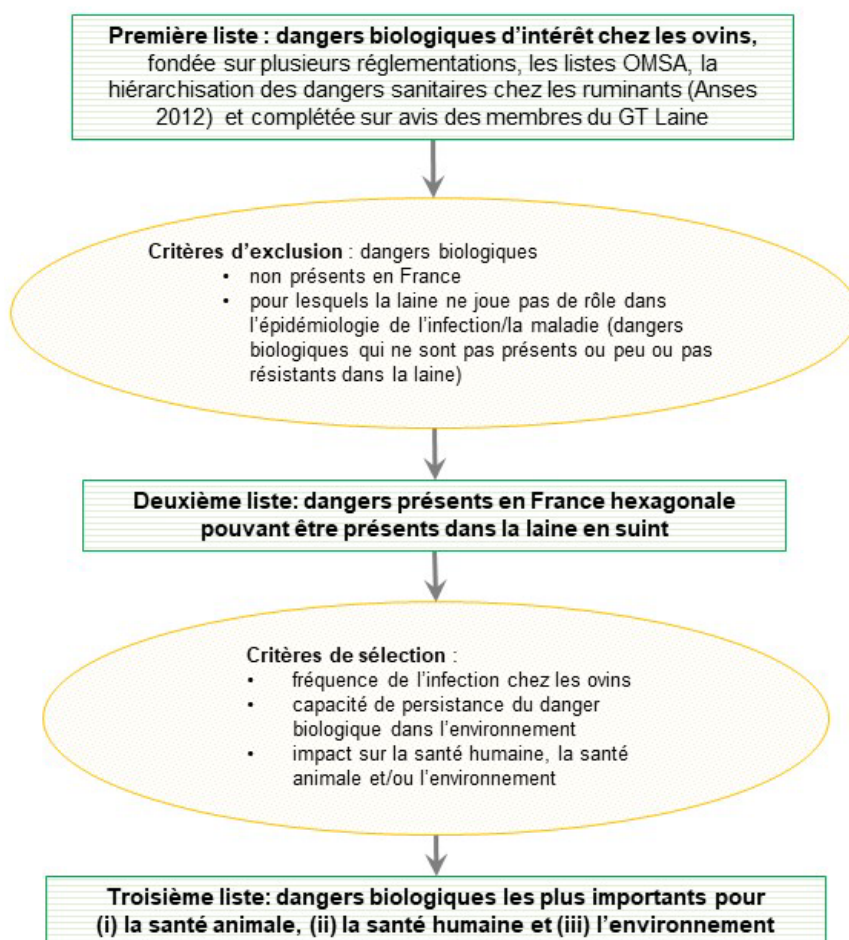 Première liste : dangers biologiques d’intérêt chez les ovins,
fondée sur plusieurs réglementations, les listes OMSA, la
hiérarchisation des dangers sanitaires chez les ruminants (Anses
2012) et complétée sur avis des membres du GT Laine
Critères d’exclusion : dangers biologiques
• non présents en France
• pour lesquels la laine ne joue pas de rôle dans
l’épidémiologie de l’infection/la maladie (dangers
biologiques qui ne sont pas présents ou peu ou pas
résistants dans la laine)
Deuxième liste: dangers présents en France hexagonale
pouvant être présents dans la laine en suint
Critères de sélection :
• fréquence de l’infection chez les ovins
• capacité de persistance du danger
biologique dans l’environnement
• impact sur la santé humaine, la santé
animale et/ou l’environnement
Troisième liste: dangers biologiques les plus importants pour
(i) la santé animale, (ii) la santé humaine et (iii) l’environnement